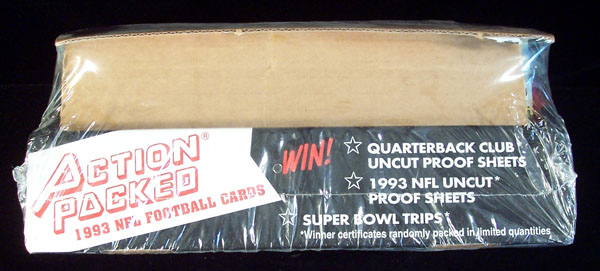 ACTION®
PACKED
1993 NFL FOOTBALL CARDS
WIN!
☆ QUARTERBACK CLUB
UNCUT PROOF SHEETS
☆ 1993 NFL UNCUT*
PROOF SHEETS
☆ SUPER BOWL TRIPS*
*Winner certificates randomly packed in limited quantities